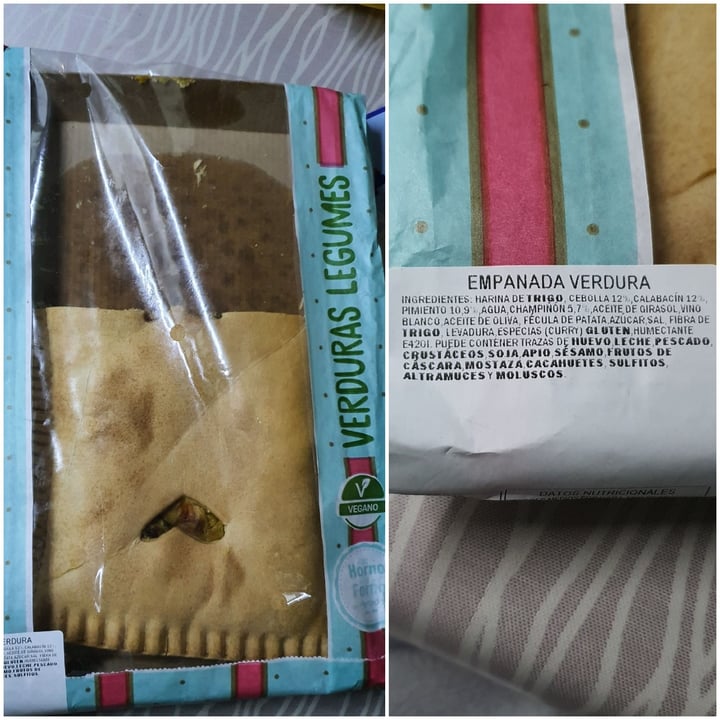 VERDURAS LEGUMES
V
VEGANO
Horno
ERDURA
EMPANADA VERDURA
INGREDIENTES: HARINA DE TRIGO, CEBOLLA 12%, CALABACÍN 12%,
PIMIENTO 10,9%, AGUA, CHAMPIÑON 5,7%, ACEITE DE GIRASOL, VINO
BLANCO, ACEITE DE OLIVA, FÉCULA DE PATATA, AZÚCAR, SAL, FIBRA DE
TRIGO, LEVADURA, ESPECIAS (CURRY) GLUTEN, HUMECTANTE
E420I. PUEDE CONTENER TRAZAS DE HUEVO, LECHE, PESCADO,
CRUSTÁCEOS, SOJA, APIO, SÉSAMO, FRUTOS DE
CÁSCARA, MOSTAZA, CACAHUETES, SULFITOS,
ALTRAMUCES Y MOLUSCOS.
DATOS NUTRICIONALES